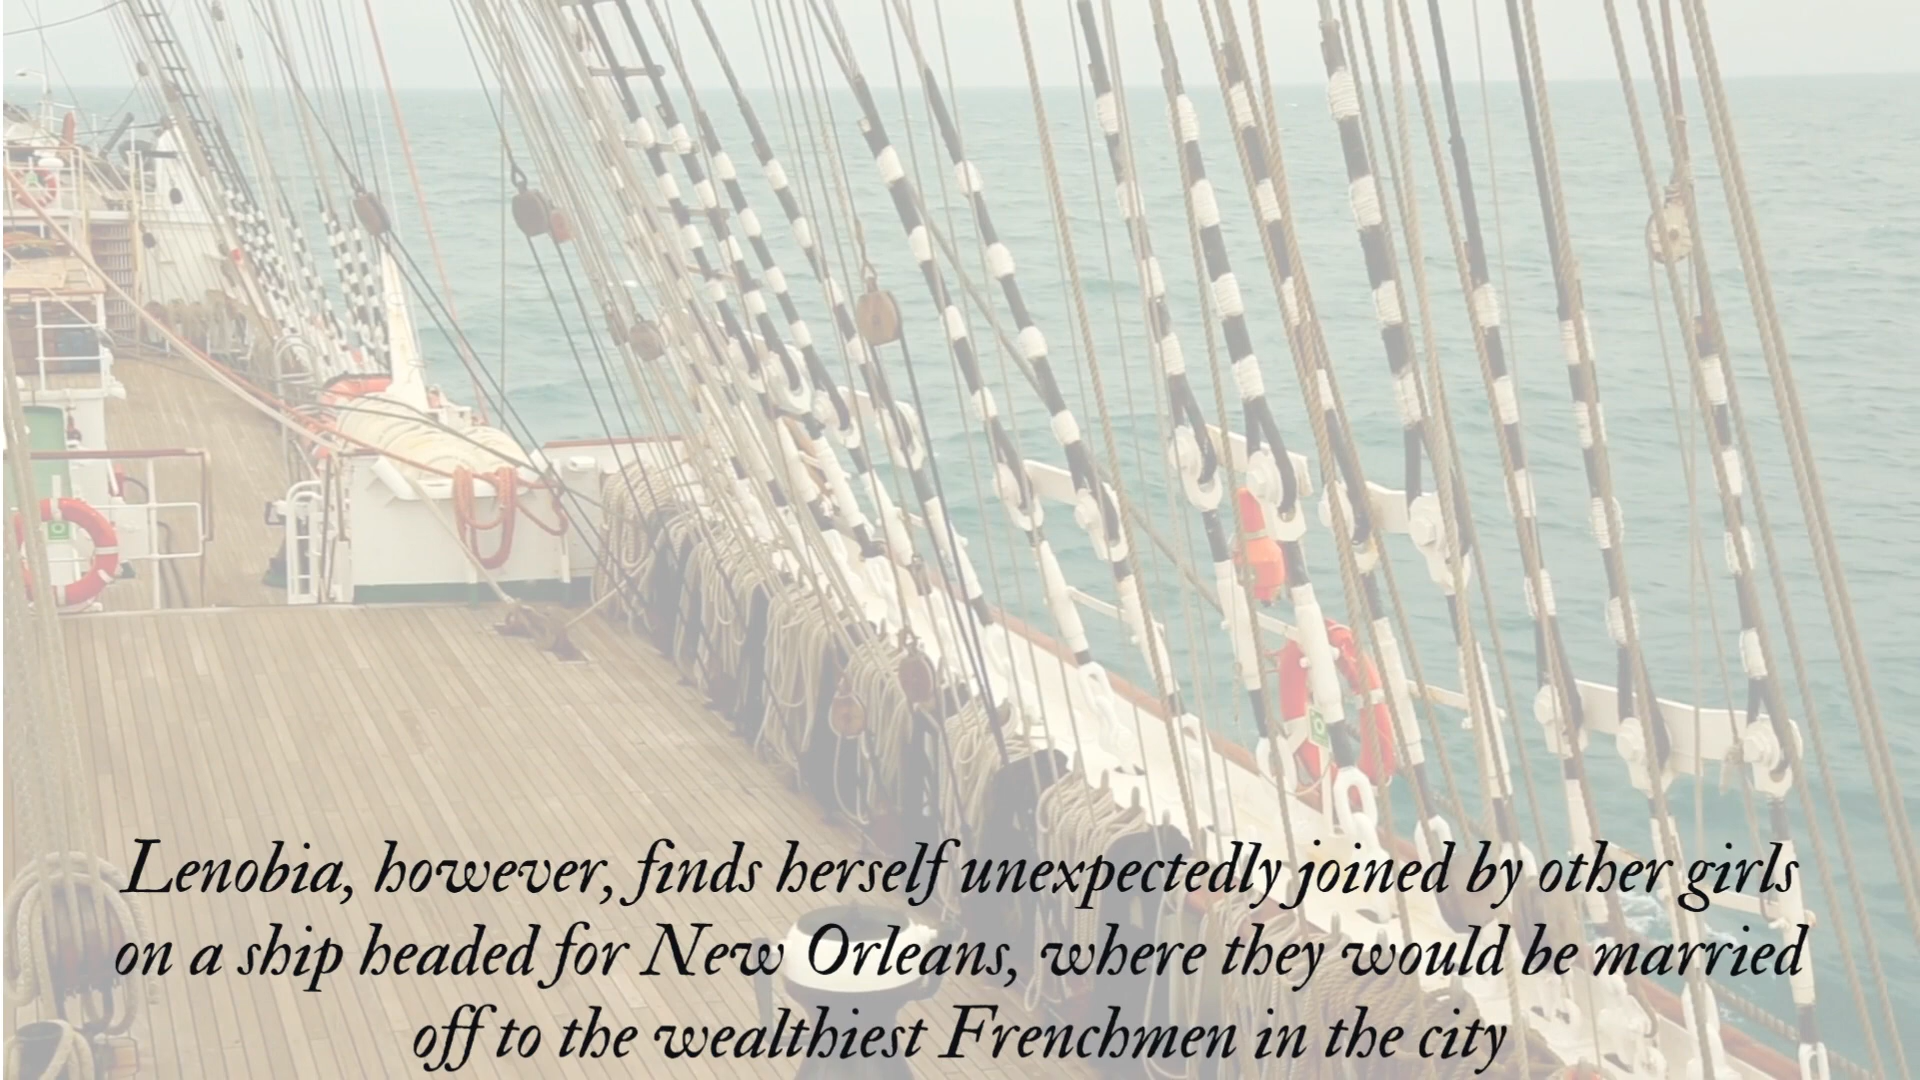 Lenobia, however, finds herself unexpectedly joined by other girls
on a ship headed for New Orleans, where they would be married
off to the wealthiest Frenchmen in the city